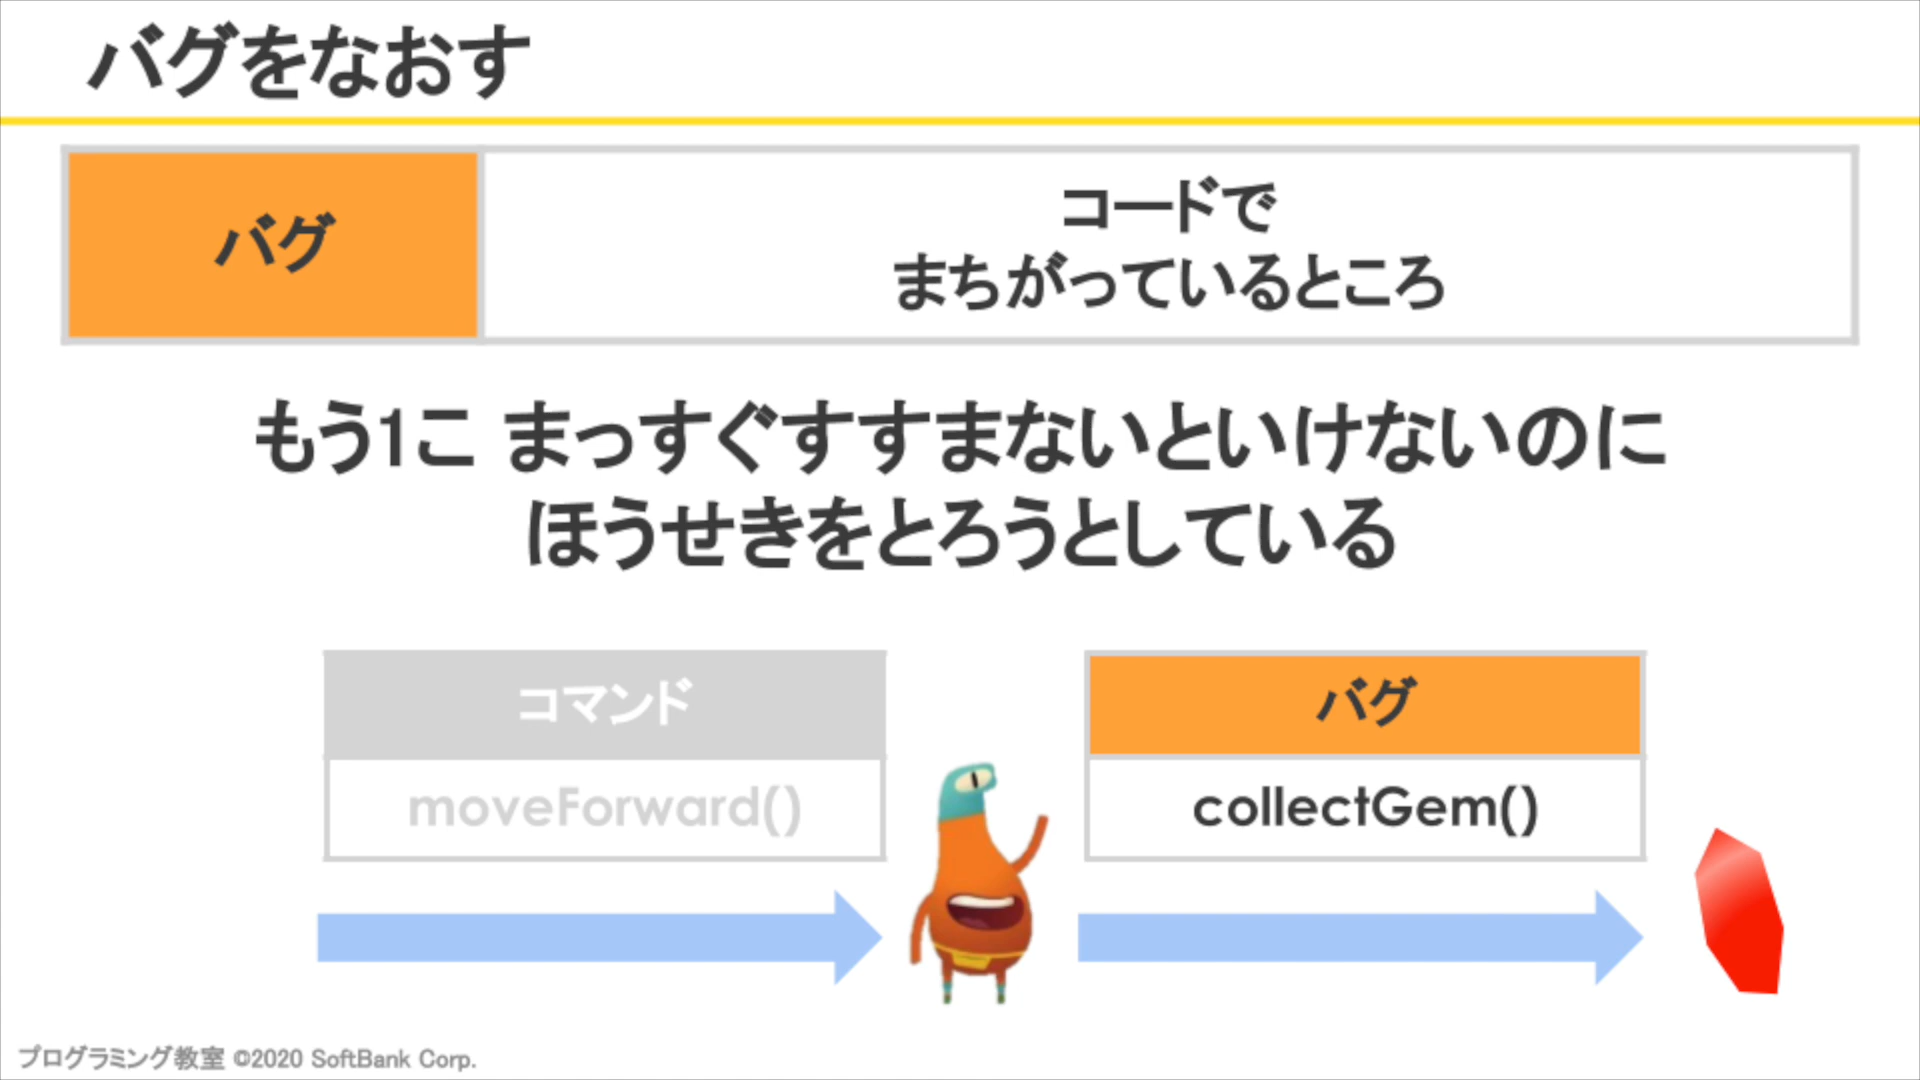 バグをなおす
バグ
コードで
まちがっているところ
もう1こ まっすぐすすまないといけないのに
ほうせきをとろうとしている
コマンド
moveForward()
バグ
collectGem()
プログラミング教室 ©2020 SoftBank Corp.